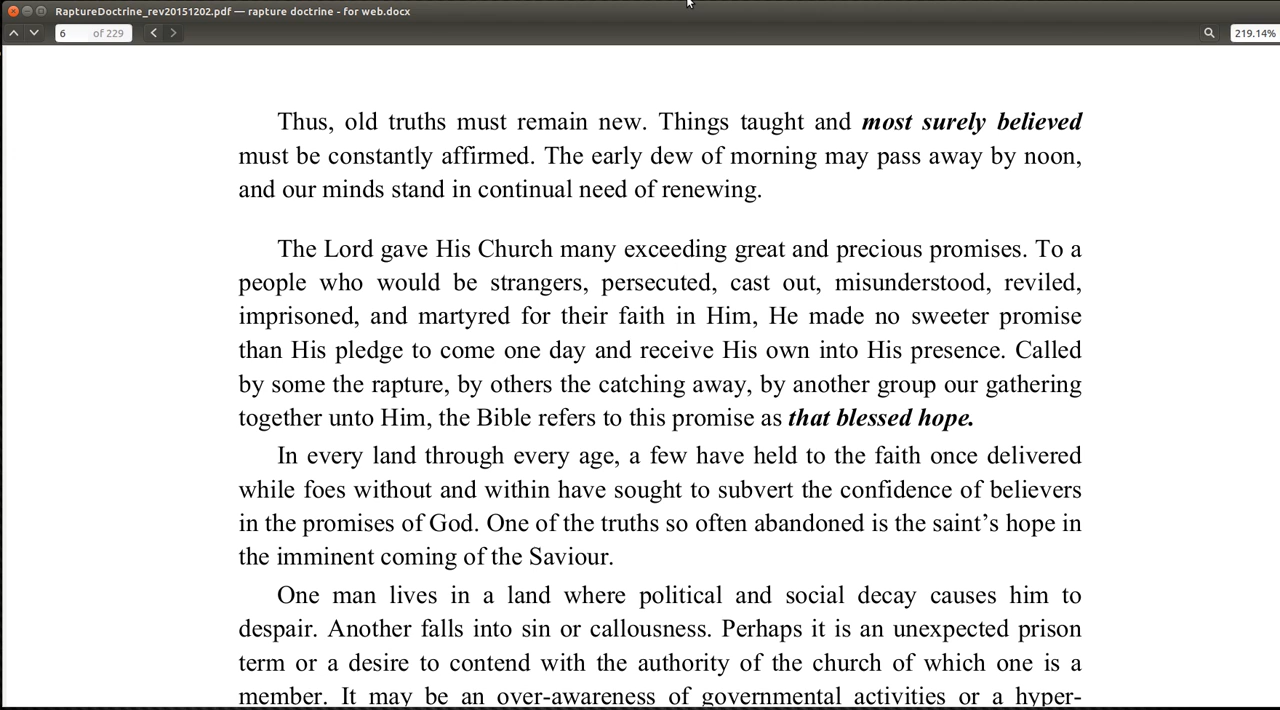 RaptureDoctrine_rev20151202.pdf — rapture doctrine - for web.docx
6 of 229 219.14%
Thus, old truths must remain new. Things taught and most surely believed
must be constantly affirmed. The early dew of morning may pass away by noon,
and our minds stand in continual need of renewing.
The Lord gave His Church many exceeding great and precious promises. To a
people who would be strangers, persecuted, cast out, misunderstood, reviled,
imprisoned, and martyred for their faith in Him, He made no sweeter promise
than His pledge to come one day and receive His own into His presence. Called
by some the rapture, by others the catching away, by another group our gathering
together unto Him, the Bible refers to this promise as that blessed hope.
In every land through every age, a few have held to the faith once delivered
while foes without and within have sought to subvert the confidence of believers
in the promises of God. One of the truths so often abandoned is the saint’s hope in
the imminent coming of the Saviour.
One man lives in a land where political and social decay causes him to
despair. Another falls into sin or callousness. Perhaps it is an unexpected prison
term or a desire to contend with the authority of the church of which one is a
member. It may be an over-awareness of governmental activities or a hyper-